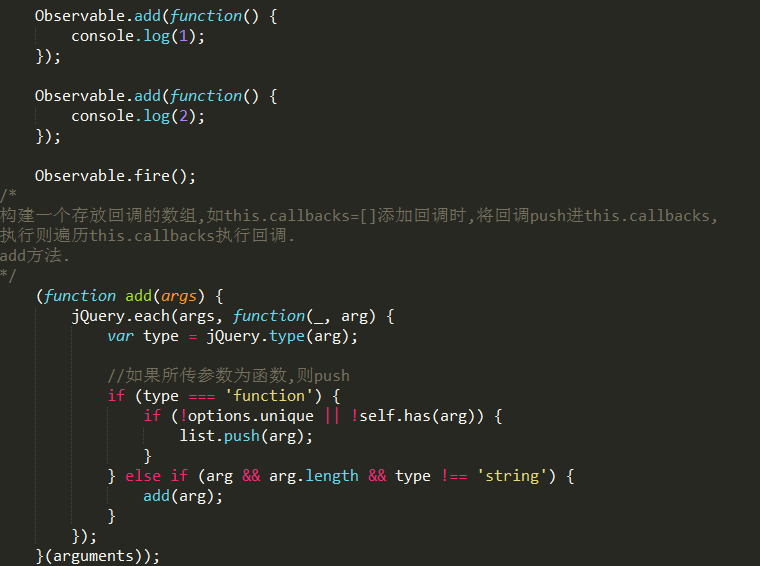 Observable.add(function() {
console.log(1);
});
Observable.add(function() {
console.log(2);
});
Observable.fire();
/*
构建一个存放回调的数组,如this.callbacks=[]添加回调时,将回调push进this.callbacks,
执行则遍历this.callbacks执行回调.
add方法.
*/
(function add(args) {
jQuery.each(args, function(_, arg) {
var type = jQuery.type(arg);
//如果所传参数为函数,则push
if (type === 'function') {
if (!options.unique || !self.has(arg)) {
list.push(arg);
}
} else if (arg && arg.length && type !== 'string') {
add(arg);
}
});
}(arguments));